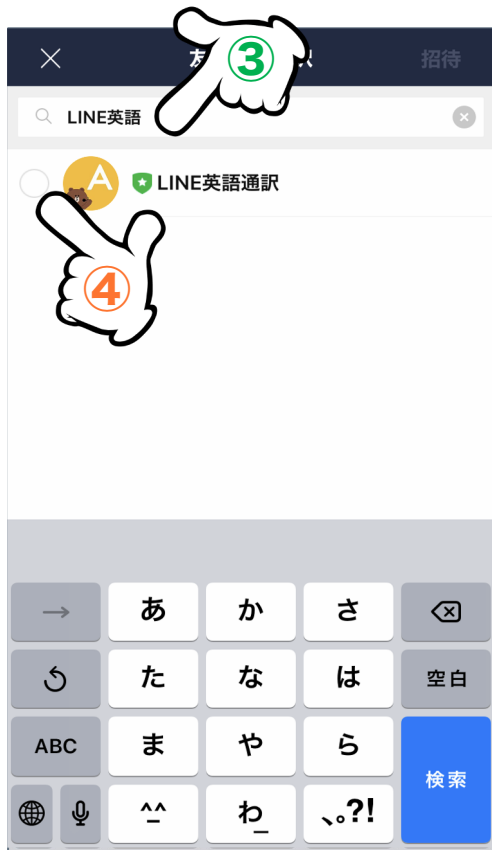 ③
招待
LINE英語
LINE英語通訳
④
→ あ か さ
た な は 空白
ABC ま や ら 検索
^_^ わ_ 、。?!